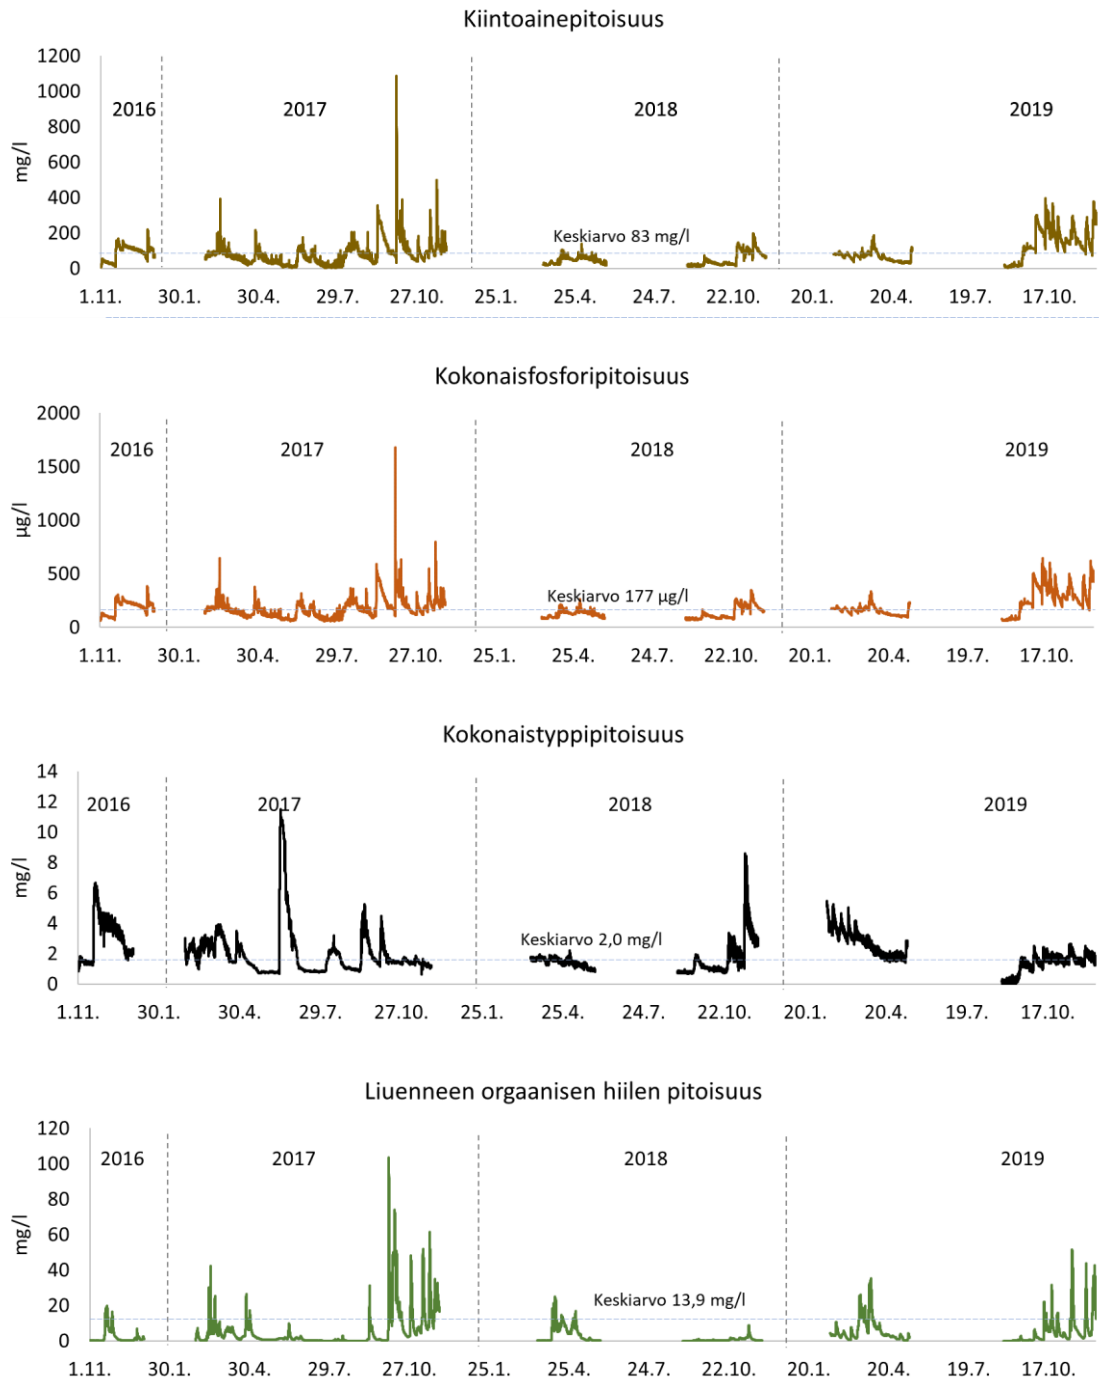 Kiintoainepitoisuus
1200
1000
800
600
400
200
0
mg/l
2016
2017
2018
2019
Keskiarvo 83 mg/l
1.11. 30.1. 30.4. 29.7. 27.10. 25.1. 25.4. 24.7. 22.10. 20.1. 20.4. 19.7. 17.10.
Kokonaisfosforipitoisuus
2000
1500
1000
500
0
µg/l
2016
2017
2018
2019
Keskiarvo 177 µg/l
1.11. 30.1. 30.4. 29.7. 27.10. 25.1. 25.4. 24.7. 22.10. 20.1. 20.4. 19.7. 17.10.
Kokonaistyppipitoisuus
14
12
10
8
6
4
2
0
mg/l
2016
2017
2018
2019
Keskiarvo 2,0 mg/l
1.11. 30.1. 30.4. 29.7. 27.10. 25.1. 25.4. 24.7. 22.10. 20.1. 20.4. 19.7. 17.10.
Liuenneen orgaanisen hiilen pitoisuus
120
100
80
60
40
20
0
mg/l
2016
2017
2018
2019
Keskiarvo 13,9 mg/l
1.11. 30.1. 30.4. 29.7. 27.10. 25.1. 25.4. 24.7. 22.10. 20.1. 20.4. 19.7. 17.10.